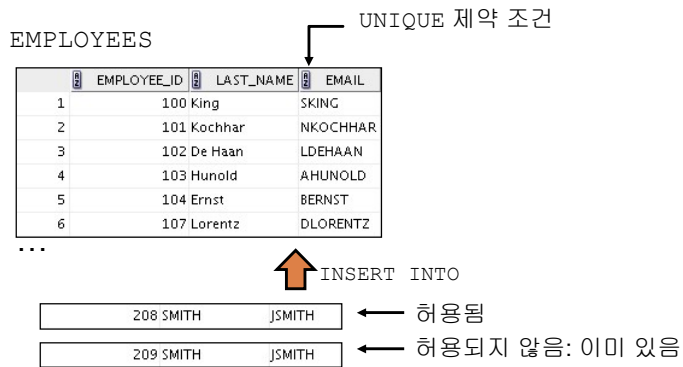 UNIQUE 제약 조건
EMPLOYEES
EMPLOYEE_ID LAST_NAME EMAIL
1 100 King SKING
2 101 Kochhar NKOCHHAR
3 102 De Haan LDEHAAN
4 103 Hunold AHUNOLD
5 104 Ernst BERNST
6 107 Lorentz DLORENTZ
...
INSERT INTO
208 SMITH JSMITH 허용됨
209 SMITH JSMITH 허용되지 않음: 이미 있음